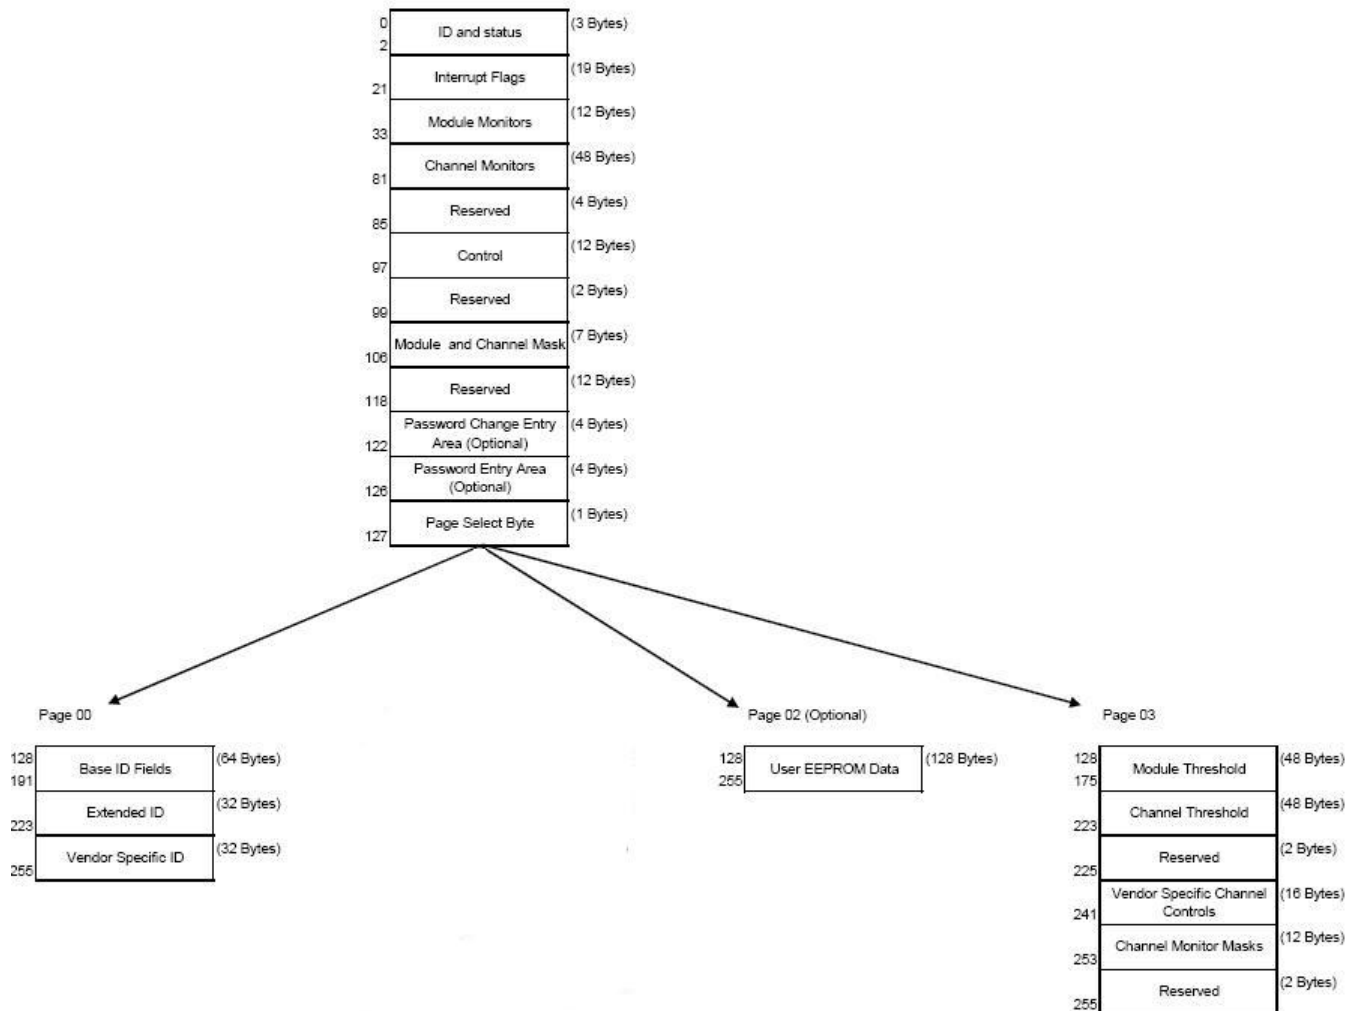 0
ID and status
(3 Bytes)
2
Interrupt Flags
(19 Bytes)
21
Module Monitors
(12 Bytes)
33
Channel Monitors
(48 Bytes)
81
Reserved
(4 Bytes)
85
Control
(12 Bytes)
97
Reserved
(2 Bytes)
99
Module and Channel Mask
(7 Bytes)
106
Reserved
(12 Bytes)
118
Password Change Entry
Area (Optional)
(4 Bytes)
122
Password Entry Area
(Optional)
(4 Bytes)
126
Page Select Byte
(1 Bytes)
127
Page 00
128
Base ID Fields
(64 Bytes)
191
Extended ID
(32 Bytes)
223
Vendor Specific ID
(32 Bytes)
255
Page 02 (Optional)
128
User EEPROM Data
(128 Bytes)
255
Page 03
128
Module Threshold
(48 Bytes)
175
Channel Threshold
(48 Bytes)
223
Reserved
(2 Bytes)
225
Vendor Specific Channel
Controls
(16 Bytes)
241
Channel Monitor Masks
(12 Bytes)
253
Reserved
(2 Bytes)
255